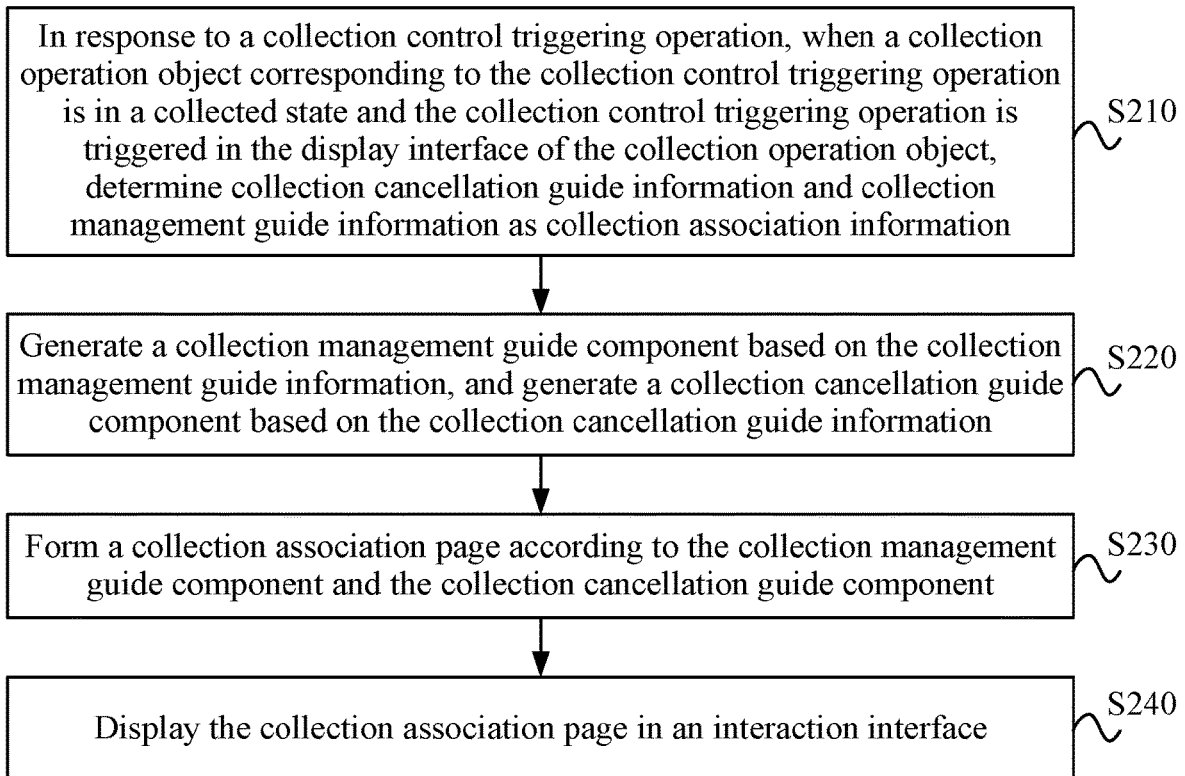 In response to a collection control triggering operation, when a collection
operation object corresponding to the collection control triggering operation
is in a collected state and the collection control triggering operation is
triggered in the display interface of the collection operation object,
determine collection cancellation guide information and collection
management guide information as collection association information
S210
Generate a collection management guide component based on the collection
management guide information, and generate a collection cancellation guide
component based on the collection cancellation guide information
S220
Form a collection association page according to the collection management
guide component and the collection cancellation guide component
S230
Display the collection association page in an interaction interface
S240